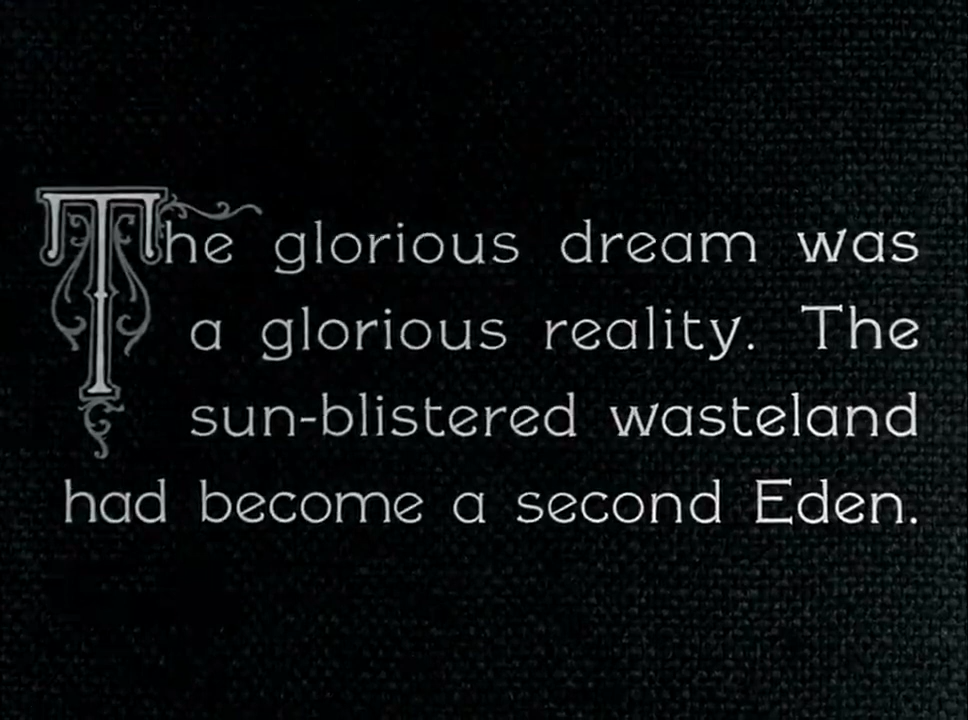 The glorious dream was
a glorious reality. The
sun-blistered wasteland
had become a second Eden.